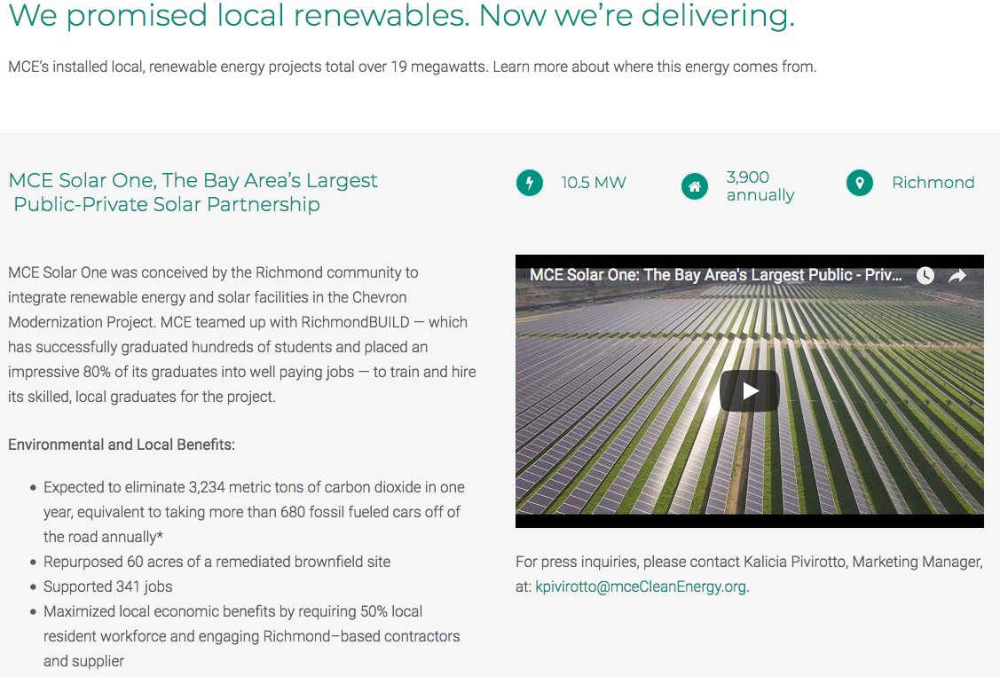 We promised local renewables. Now we're delivering.
MCE's installed local, renewable energy projects total over 19 megawatts. Learn more about where this energy comes from.
MCE Solar One, The Bay Area's Largest
Public-Private Solar Partnership
10.5 MW
3,900
annually
Richmond
MCE Solar One was conceived by the Richmond community to
integrate renewable energy and solar facilities in the Chevron
Modernization Project. MCE teamed up with RichmondBUILD — which
has successfully graduated hundreds of students and placed an
impressive 80% of its graduates into well paying jobs — to train and hire
its skilled, local graduates for the project.
Environmental and Local Benefits:
• Expected to eliminate 3,234 metric tons of carbon dioxide in one
year, equivalent to taking more than 680 fossil fueled cars off of
the road annually*
• Repurposed 60 acres of a remediated brownfield site
• Supported 341 jobs
• Maximized local economic benefits by requiring 50% local
resident workforce and engaging Richmond–based contractors
and supplier
MCE Solar One: The Bay Area's Largest Public - Priv...
For press inquiries, please contact Kalicia Pivirotto, Marketing Manager,
at: kpivirotto@mceCleanEnergy.org.